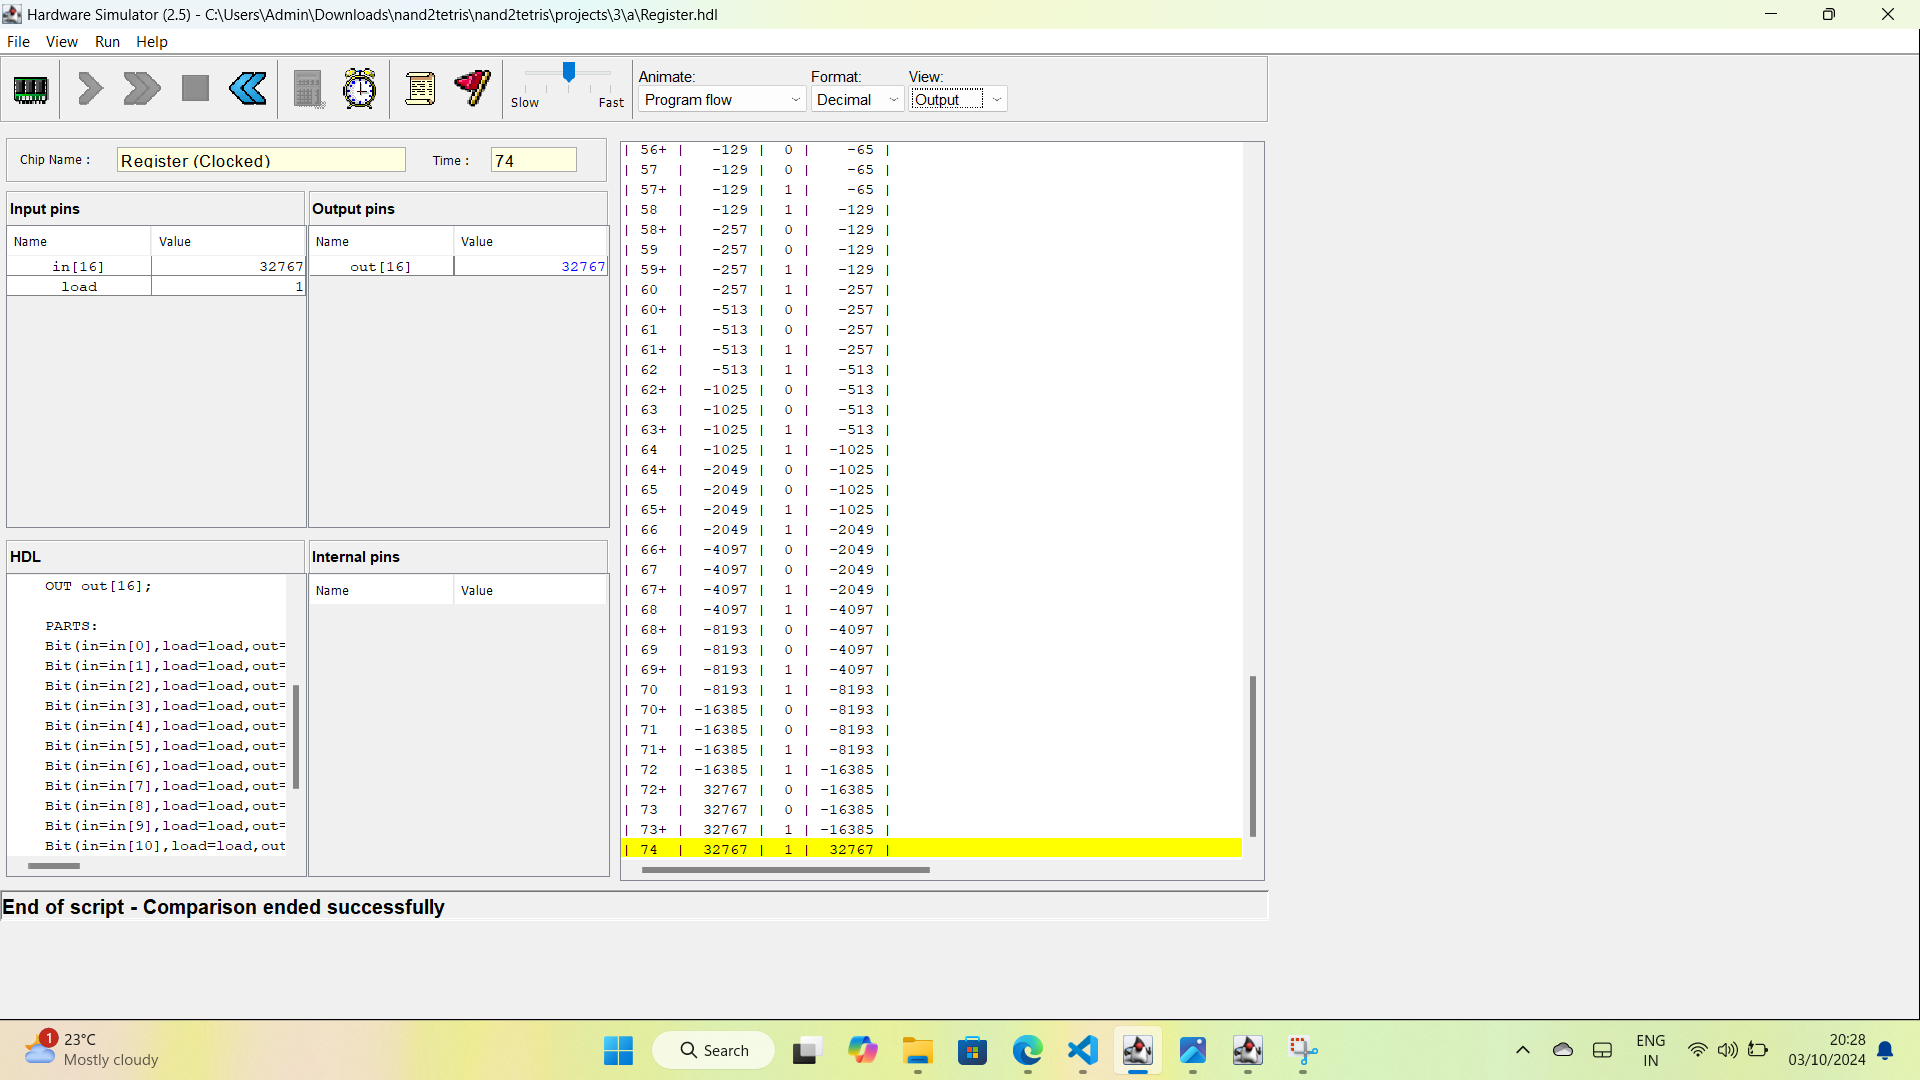 Hardware Simulator (2.5) - C:\Users\Admin\Downloads\nand2tetris\nand2tetris\projects\3\a\Register.hdl
File View Run Help
Slow Fast
Animate: Format: View:
Program flow Decimal Output
Chip Name : Register (Clocked) Time : 74
Input pins
Name Value
in[16] 32767
load 1
Output pins
Name Value
out[16] 32767
HDL
OUT out[16];
PARTS:
Bit(in=in[0],load=load,out=
Bit(in=in[1],load=load,out=
Bit(in=in[2],load=load,out=
Bit(in=in[3],load=load,out=
Bit(in=in[4],load=load,out=
Bit(in=in[5],load=load,out=
Bit(in=in[6],load=load,out=
Bit(in=in[7],load=load,out=
Bit(in=in[8],load=load,out=
Bit(in=in[9],load=load,out=
Bit(in=in[10],load=load,out
Internal pins
Name Value
| 56+ | -129 | 0 | -65 |
| 57 | -129 | 0 | -65 |
| 57+ | -129 | 1 | -65 |
| 58 | -129 | 1 | -129 |
| 58+ | -257 | 0 | -129 |
| 59 | -257 | 0 | -129 |
| 59+ | -257 | 1 | -129 |
| 60 | -257 | 1 | -257 |
| 60+ | -513 | 0 | -257 |
| 61 | -513 | 0 | -257 |
| 61+ | -513 | 1 | -257 |
| 62 | -513 | 1 | -513 |
| 62+ | -1025 | 0 | -513 |
| 63 | -1025 | 0 | -513 |
| 63+ | -1025 | 1 | -513 |
| 64 | -1025 | 1 | -1025 |
| 64+ | -2049 | 0 | -1025 |
| 65 | -2049 | 0 | -1025 |
| 65+ | -2049 | 1 | -1025 |
| 66 | -2049 | 1 | -2049 |
| 66+ | -4097 | 0 | -2049 |
| 67 | -4097 | 0 | -2049 |
| 67+ | -4097 | 1 | -2049 |
| 68 | -4097 | 1 | -4097 |
| 68+ | -8193 | 0 | -4097 |
| 69 | -8193 | 0 | -4097 |
| 69+ | -8193 | 1 | -4097 |
| 70 | -8193 | 1 | -8193 |
| 70+ | -16385 | 0 | -8193 |
| 71 | -16385 | 0 | -8193 |
| 71+ | -16385 | 1 | -8193 |
| 72 | -16385 | 1 | -16385 |
| 72+ | 32767 | 0 | -16385 |
| 73 | 32767 | 0 | -16385 |
| 73+ | 32767 | 1 | -16385 |
| 74 | 32767 | 1 | 32767 |
End of script - Comparison ended successfully
1
23°C
Mostly cloudy
Search
ENG
IN
20:28
03/10/2024